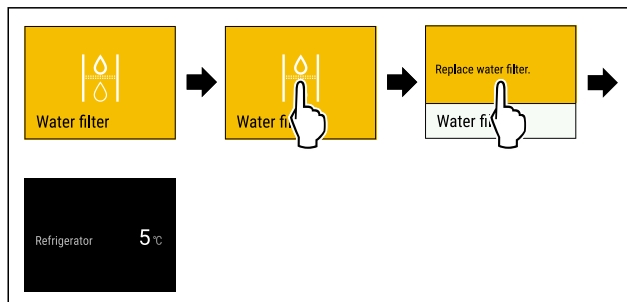 Water filter
Water fi
Replace water filter.
Water fi
Refrigerator 5 °C